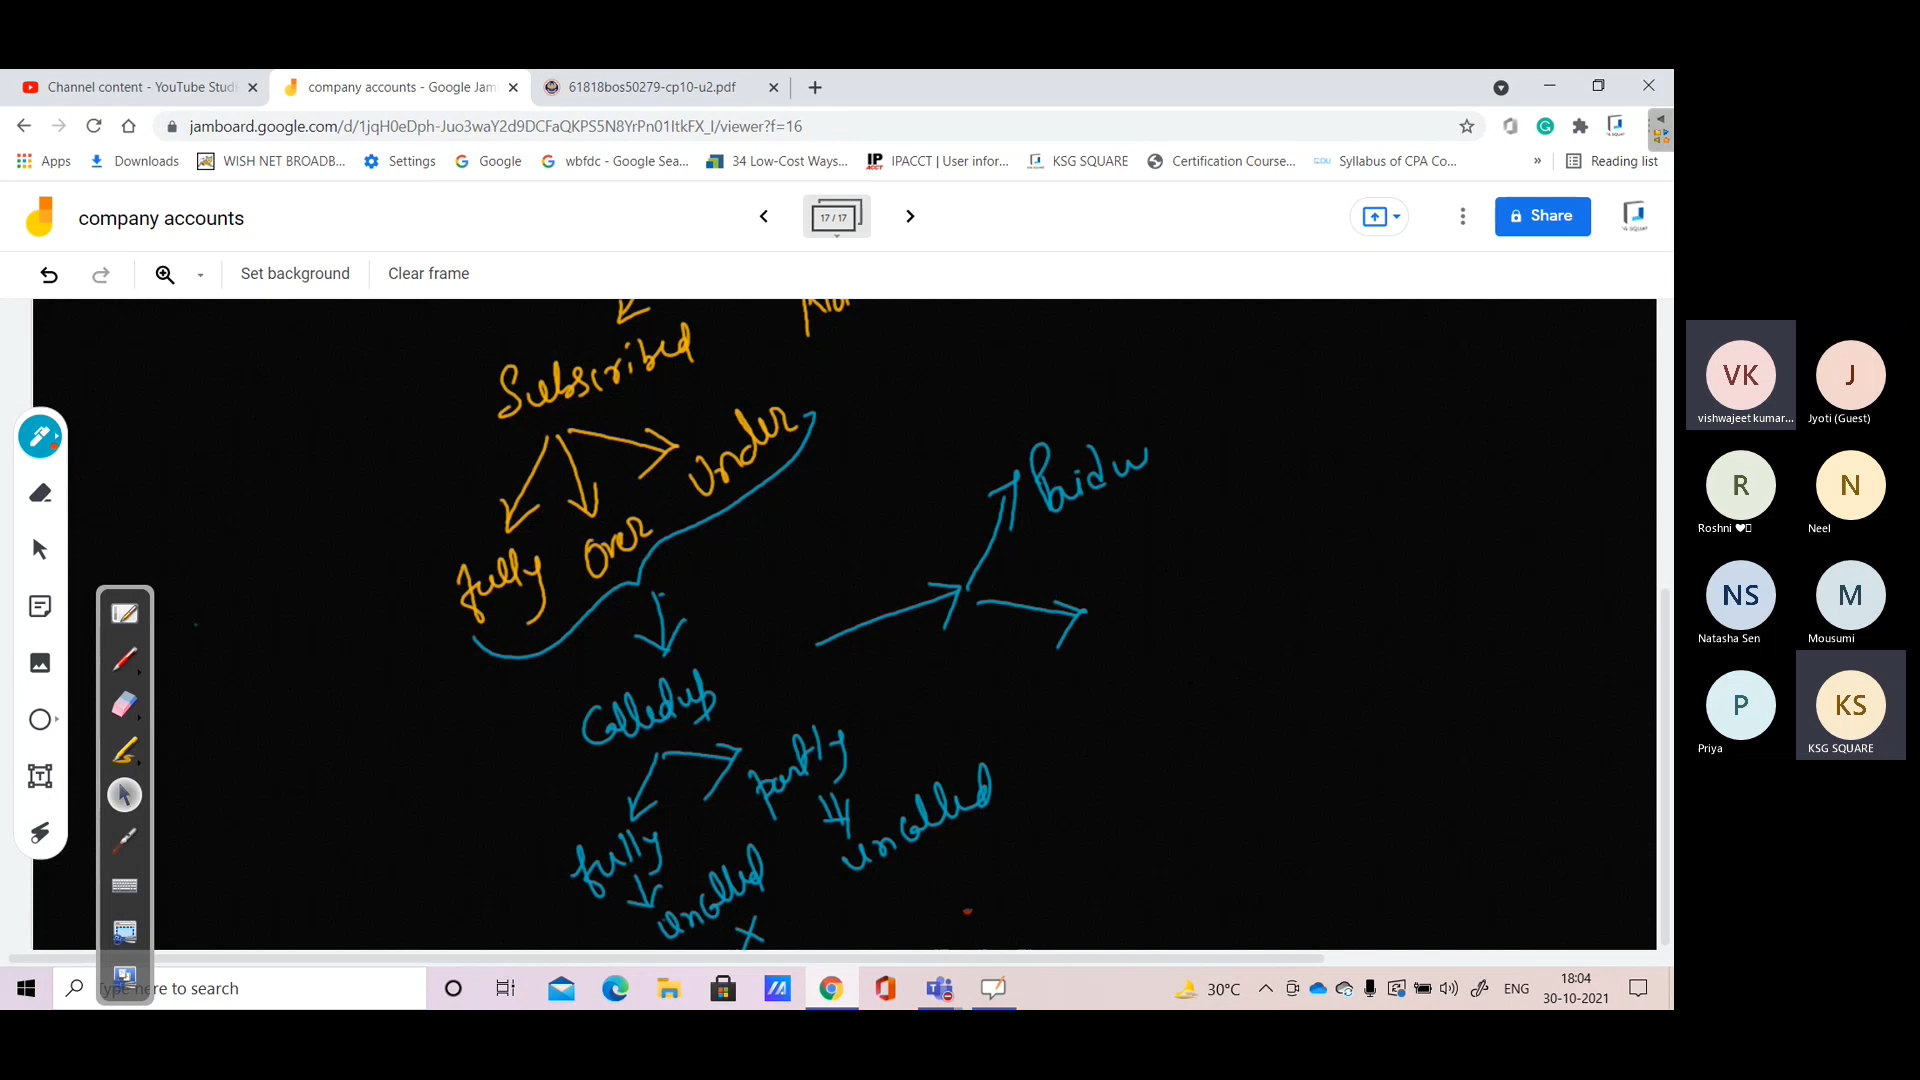 Channel content - YouTube Studi
company accounts - Google Jam
61818bos50279-cp10-u2.pdf
jamboard.google.com/d/1jqH0eDph-Juo3waY2d9DCFaQKPS5N8YrPn01ItkFX_I/viewer?f=16
Apps
Downloads
WISH NET BROADB...
Settings
Google
wbfdc - Google Sea...
34 Low-Cost Ways...
IPACCT | User infor...
KSG SQUARE
Certification Course...
Syllabus of CPA Co...
»
Reading list
company accounts
17 / 17
Share
Set background
Clear frame
Subscribed
Under
Over
fully
Calledup
partly
uncalled
fully
uncalled
X
VK
vishwajeet kumar...
J
Jyoti (Guest)
R
Roshni ❤
N
Neel
NS
Natasha Sen
M
Mousumi
P
Priya
KS
KSG SQUARE
Type here to search
30°C
ENG
18:04
30-10-2021